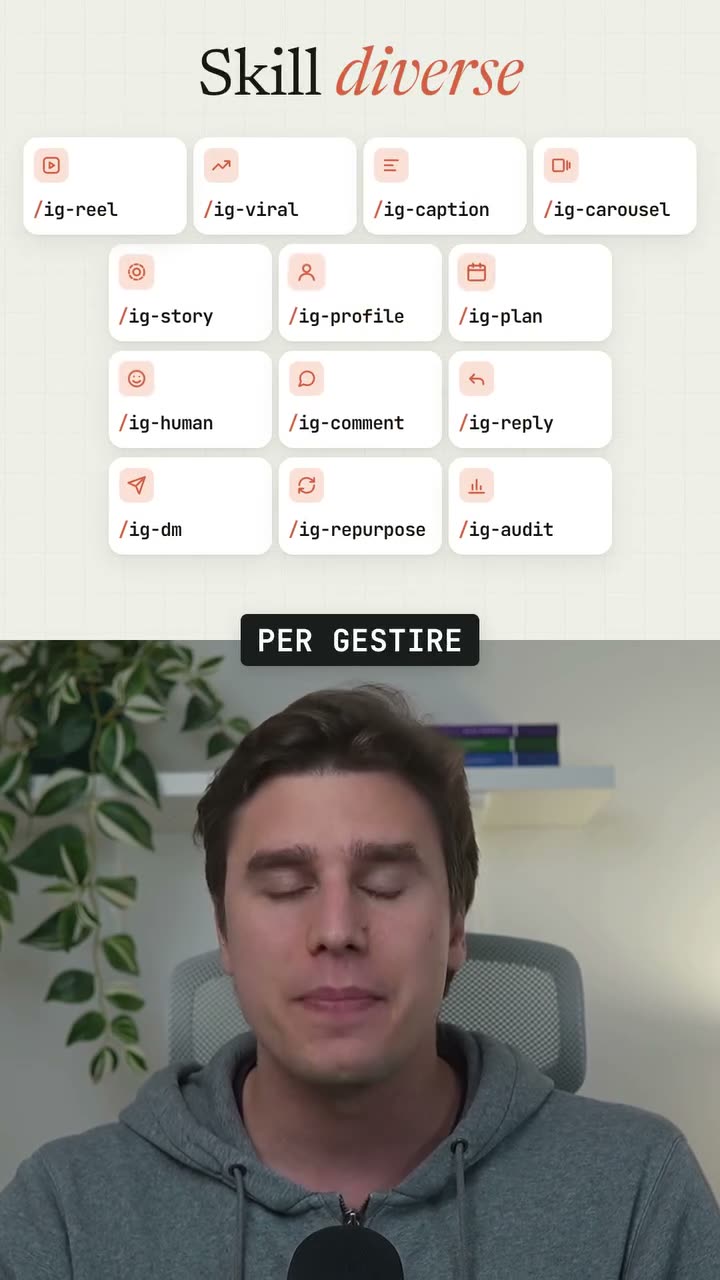 Skill diverse
/ig-reel
/ig-viral
/ig-caption
/ig-carousel
/ig-story
/ig-profile
/ig-plan
/ig-human
/ig-comment
/ig-reply
/ig-dm
/ig-repurpose
/ig-audit
PER GESTIRE